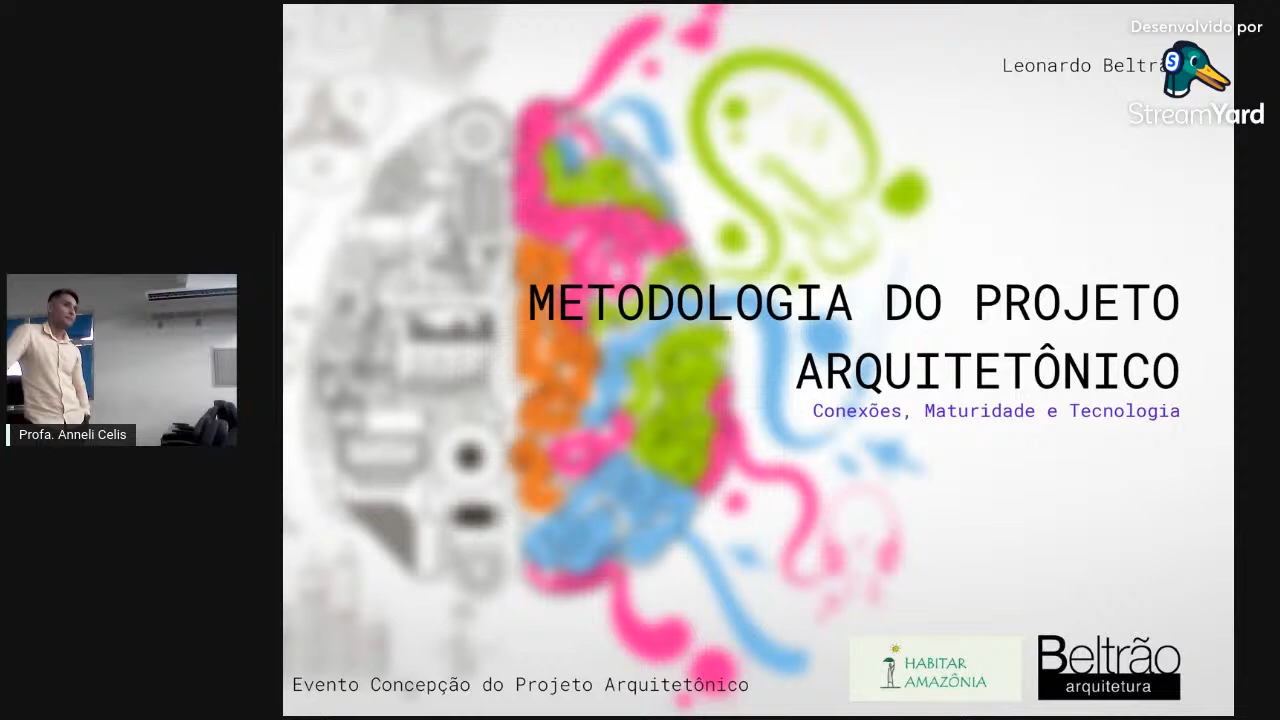 Desenvolvido por
StreamYard
METODOLOGIA DO PROJETO
ARQUITETÔNICO
Conexões, Maturidade e Tecnologia
Profa. Anneli Celis
HABITAR
AMAZÔNIA
Beltrão
arquitetura
Evento Concepção do Projeto Arquitetônico
Leonardo